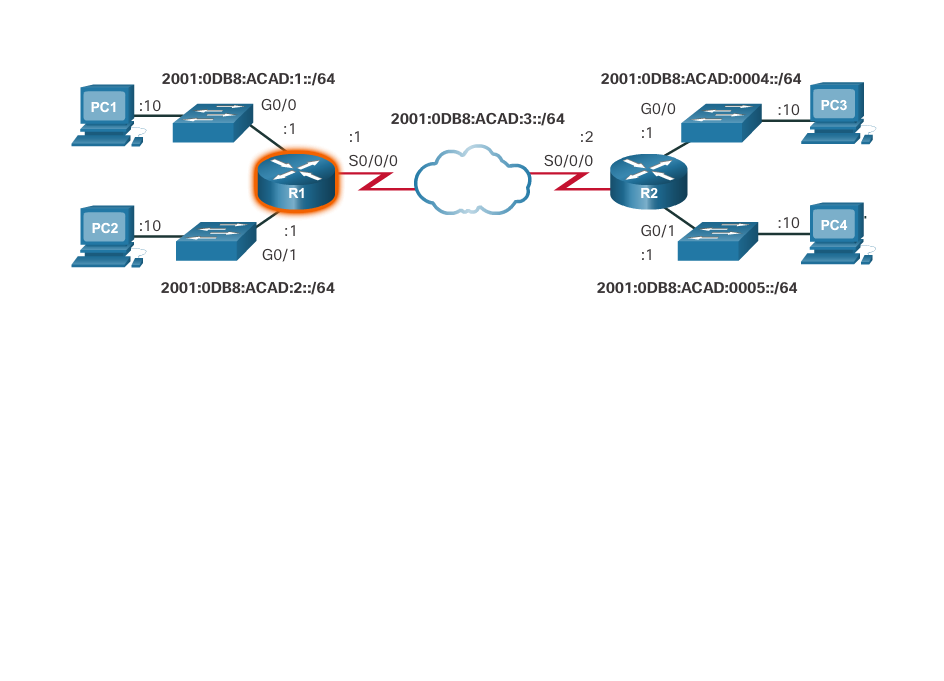 2001:0DB8:ACAD:1::/64
PC1
:10
G0/0
:1
R1
:1
S0/0/0
2001:0DB8:ACAD:3::/64
:2
S0/0/0
R2
2001:0DB8:ACAD:0004::/64
G0/0
:1
:10
PC3
PC2
:10
:1
G0/1
2001:0DB8:ACAD:2::/64
G0/1
:1
:10
PC4
2001:0DB8:ACAD:0005::/64